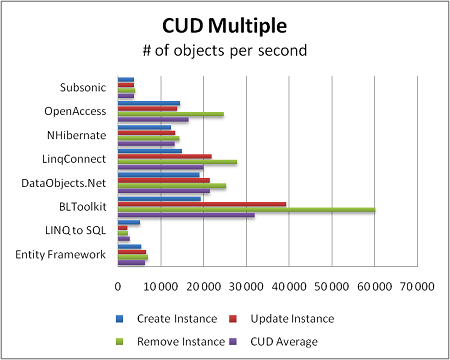 CUD Multiple
# of objects per second
Subsonic
OpenAccess
NHibernate
LinqConnect
DataObjects.Net
BLToolkit
LINQ to SQL
Entity Framework
0 10 000 20 000 30 000 40 000 50 000 60 000 70 000
Create Instance Update Instance
Remove Instance CUD Average